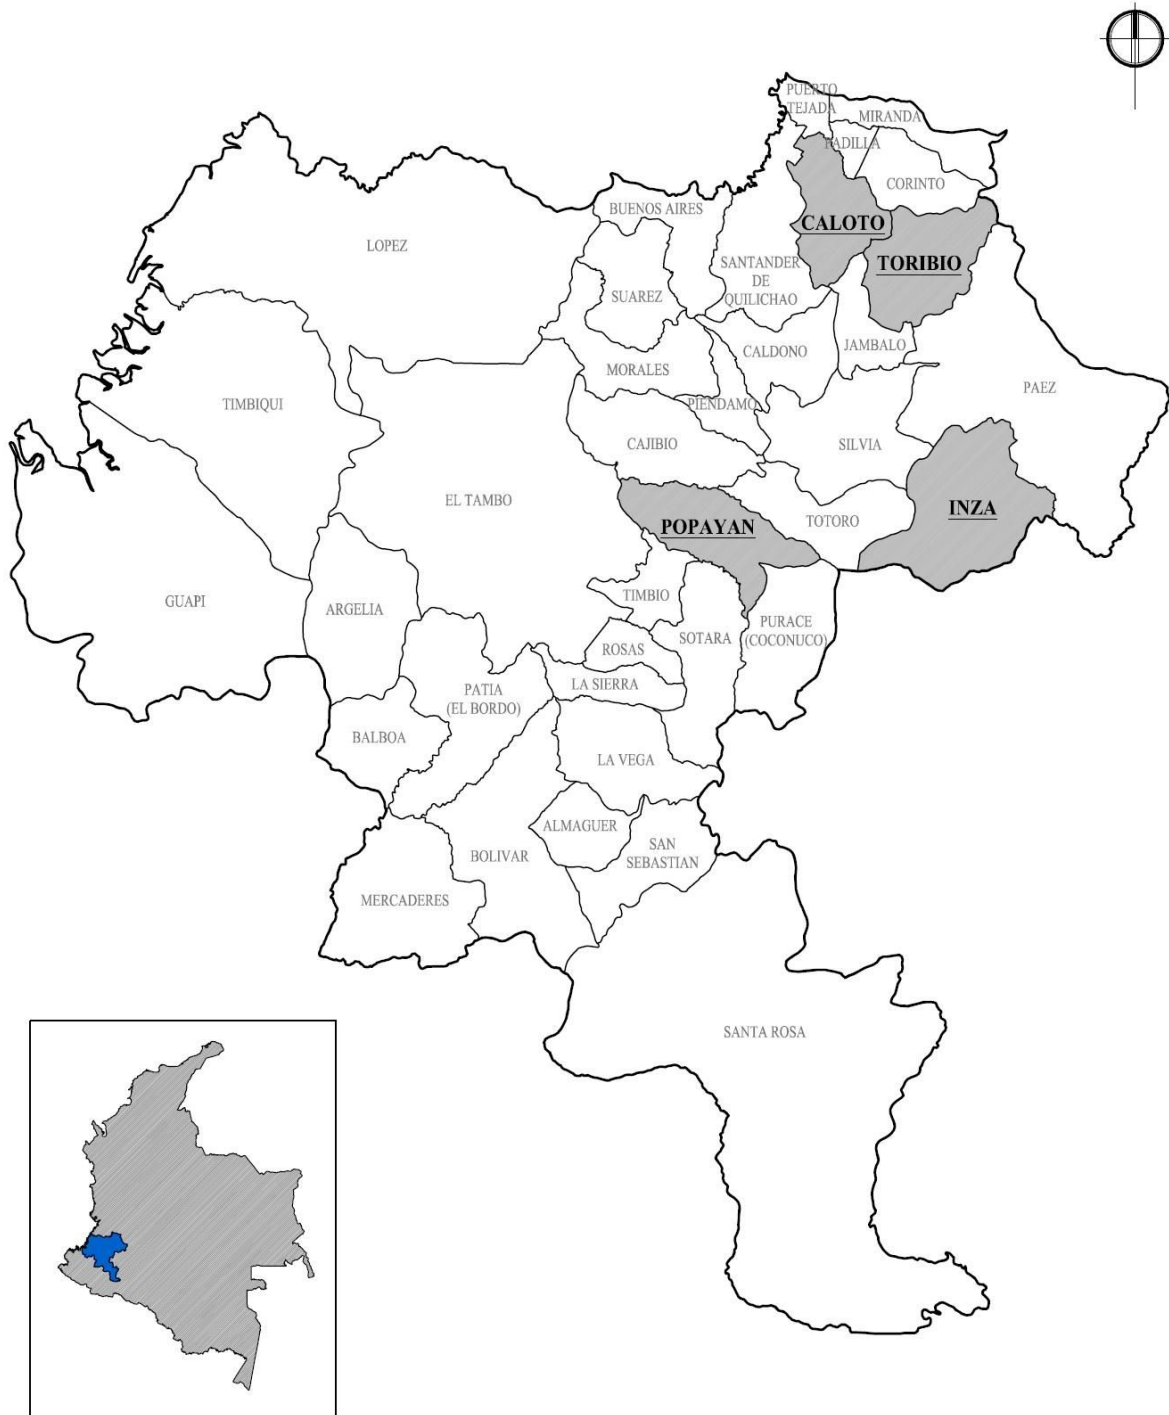 PUERTO
TEJADA
MIRANDA
PADILLA
CORINTO
BUENOS AIRES
CALOTO
LOPEZ
SANTANDER
DE
QUILICHAO
TORIBIO
SUAREZ
JAMBALO
CALDONO
MORALES
PAEZ
TIMBIQUI
PIENDAMO
CAJIBIO
SILVIA
EL TAMBO
INZA
TOTORO
POPAYAN
TIMBIO
GUAPI
ARGELIA
PURACE
(COCONUCO)
SOTARA
ROSAS
LA SIERRA
PATIA
(EL BORDO)
BALBOA
LA VEGA
ALMAGUER
SAN
SEBASTIAN
BOLIVAR
MERCADERES
SANTA ROSA